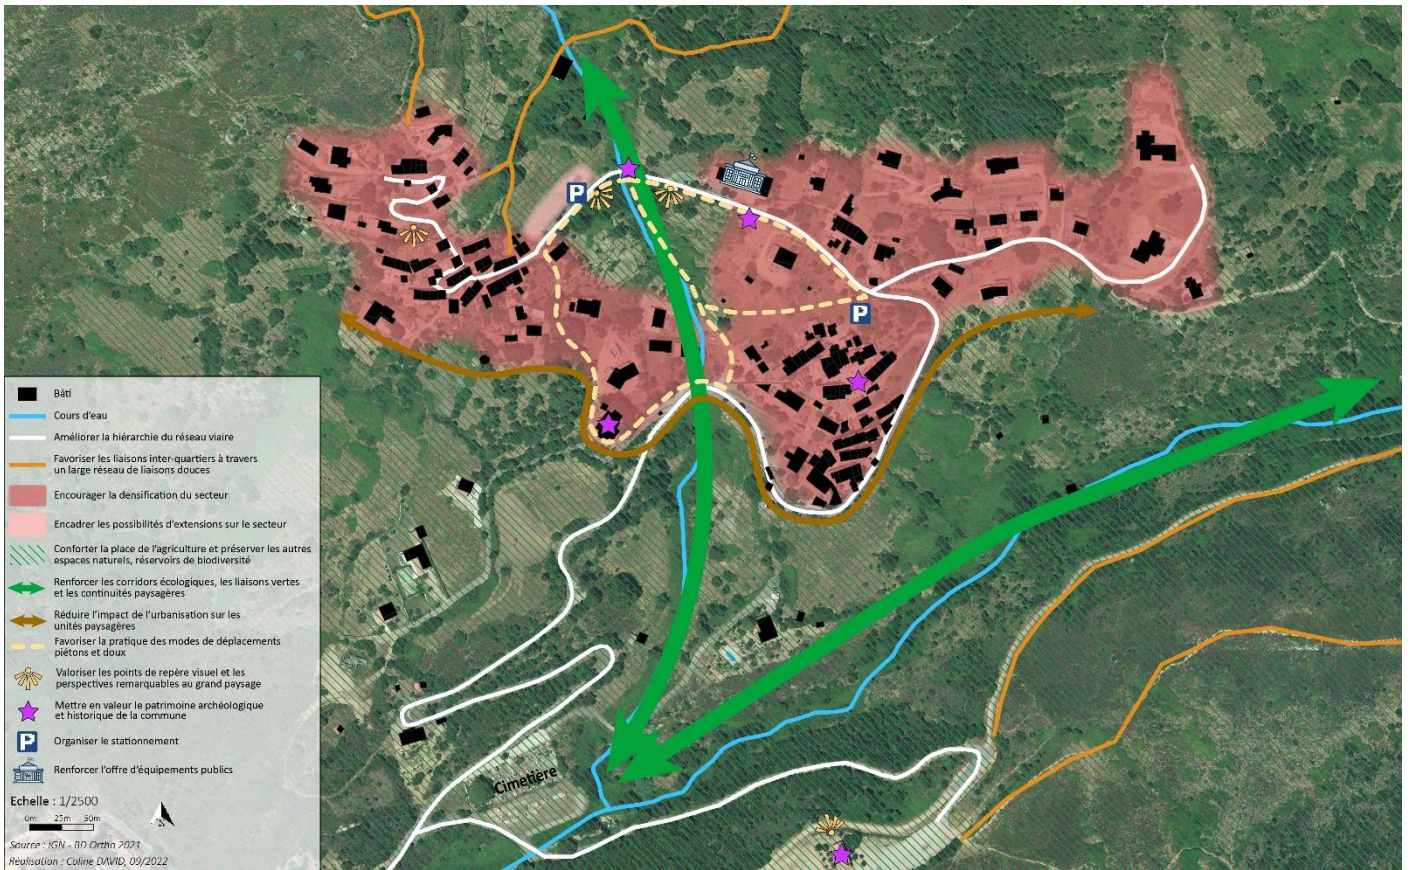 P
P
Cimetière
Bâti
Cours d'eau
Améliorer la hiérarchie du réseau viaire
Favoriser les liaisons inter-quartiers à travers
un large réseau de liaisons douces
Encourager la densification du secteur
Encadrer les possibilités d'extensions sur le secteur
Conforter la place de l'agriculture et préserver les autres
espaces naturels, réservoirs de biodiversité
Renforcer les corridors écologiques, les liaisons vertes
et les continuités paysagères
Réduire l'impact de l'urbanisation sur les
unités paysagères
Favoriser la pratique des modes de déplacements
piétons et doux
Valoriser les points de repère visuel et les
perspectives remarquables au grand paysage
Mettre en valeur le patrimoine archéologique
et historique de la commune
P
Organiser le stationnement
Renforcer l'offre d'équipements publics
Echelle : 1/2500
0m 25m 50m
Source : IGN - BD Ortho 2021
Réalisation : Coline DAVID, 09/2022